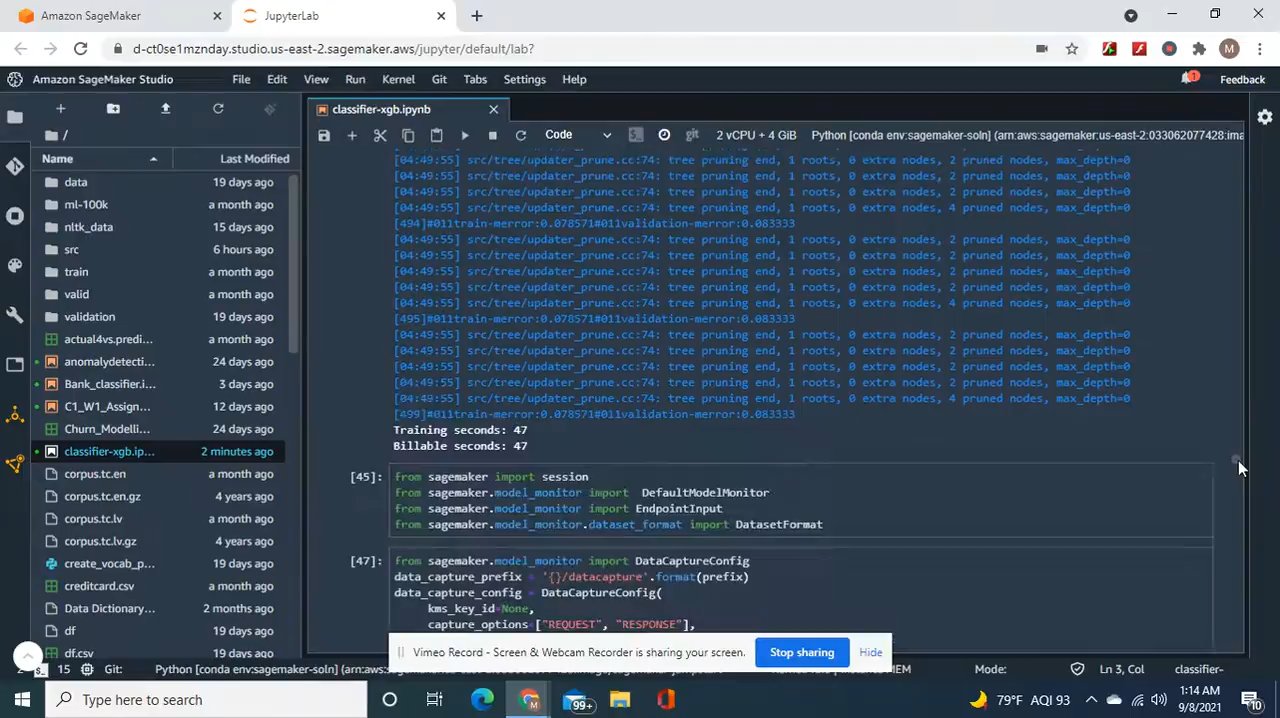 Amazon SageMaker
JupyterLab
d-ct0se1mznday.studio.us-east-2.sagemaker.aws/jupyter/default/lab?
M
Amazon SageMaker Studio File Edit View Run Kernel Git Tabs Settings Help 1 Feedback
classifier-xgb.ipynb
Code git 2 vCPU + 4 GiB Python [conda env:sagemaker-soln] (arn:aws:sagemaker:us-east-2:033062077428:ima
/
Name Last Modified
data 19 days ago
ml-100k a month ago
nltk_data 15 days ago
src 6 hours ago
train a month ago
valid a month ago
validation 19 days ago
actual4vs.predi... a month ago
anomalydetecti... 24 days ago
Bank_classifier.i... 3 days ago
C1_W1_Assign... 12 days ago
Churn_Modelli... 24 days ago
classifier-xgb.ip... 2 minutes ago
corpus.tc.en a month ago
corpus.tc.en.gz 4 years ago
corpus.tc.lv a month ago
corpus.tc.lv.gz 4 years ago
create_vocab_p... 19 days ago
creditcard.csv a month ago
Data Dictionary... 2 months ago
df a month ago
df.csv a month ago
[04:49:55] src/tree/updater_prune.cc:74: tree pruning end, 1 roots, 0 extra nodes, 2 pruned nodes, max_depth=0
[04:49:55] src/tree/updater_prune.cc:74: tree pruning end, 1 roots, 0 extra nodes, 2 pruned nodes, max_depth=0
[04:49:55] src/tree/updater_prune.cc:74: tree pruning end, 1 roots, 0 extra nodes, 2 pruned nodes, max_depth=0
[04:49:55] src/tree/updater_prune.cc:74: tree pruning end, 1 roots, 0 extra nodes, 4 pruned nodes, max_depth=0
[494]#011train-merror:0.078571#011validation-merror:0.083333
[04:49:55] src/tree/updater_prune.cc:74: tree pruning end, 1 roots, 0 extra nodes, 2 pruned nodes, max_depth=0
[04:49:55] src/tree/updater_prune.cc:74: tree pruning end, 1 roots, 0 extra nodes, 2 pruned nodes, max_depth=0
[04:49:55] src/tree/updater_prune.cc:74: tree pruning end, 1 roots, 0 extra nodes, 2 pruned nodes, max_depth=0
[04:49:55] src/tree/updater_prune.cc:74: tree pruning end, 1 roots, 0 extra nodes, 2 pruned nodes, max_depth=0
[04:49:55] src/tree/updater_prune.cc:74: tree pruning end, 1 roots, 0 extra nodes, 4 pruned nodes, max_depth=0
[495]#011train-merror:0.078571#011validation-merror:0.083333
[04:49:55] src/tree/updater_prune.cc:74: tree pruning end, 1 roots, 0 extra nodes, 2 pruned nodes, max_depth=0
[04:49:55] src/tree/updater_prune.cc:74: tree pruning end, 1 roots, 0 extra nodes, 2 pruned nodes, max_depth=0
[04:49:55] src/tree/updater_prune.cc:74: tree pruning end, 1 roots, 0 extra nodes, 2 pruned nodes, max_depth=0
[04:49:55] src/tree/updater_prune.cc:74: tree pruning end, 1 roots, 0 extra nodes, 2 pruned nodes, max_depth=0
[04:49:55] src/tree/updater_prune.cc:74: tree pruning end, 1 roots, 0 extra nodes, 4 pruned nodes, max_depth=0
[499]#011train-merror:0.078571#011validation-merror:0.083333
Training seconds: 47
Billable seconds: 47
[45]: from sagemaker import session
from sagemaker.model_monitor import DefaultModelMonitor
from sagemaker.model_monitor import EndpointInput
from sagemaker.model_monitor.dataset_format import DatasetFormat
[47]: from sagemaker.model_monitor import DataCaptureConfig
data_capture_prefix = '{}/datacapture'.format(prefix)
data_capture_config = DataCaptureConfig(
kms_key_id=None,
capture_options=["REQUEST", "RESPONSE"],
Vimeo Record - Screen & Webcam Recorder is sharing your screen. Stop sharing Hide
15 Git: Python [conda env:sagemaker-soln] (arn:aws:sagemaker:us-east MEM Mode: Ln 3, Col classifier-
Type here to search 99+ 79°F AQI 93 1:14 AM
9/8/2021 10